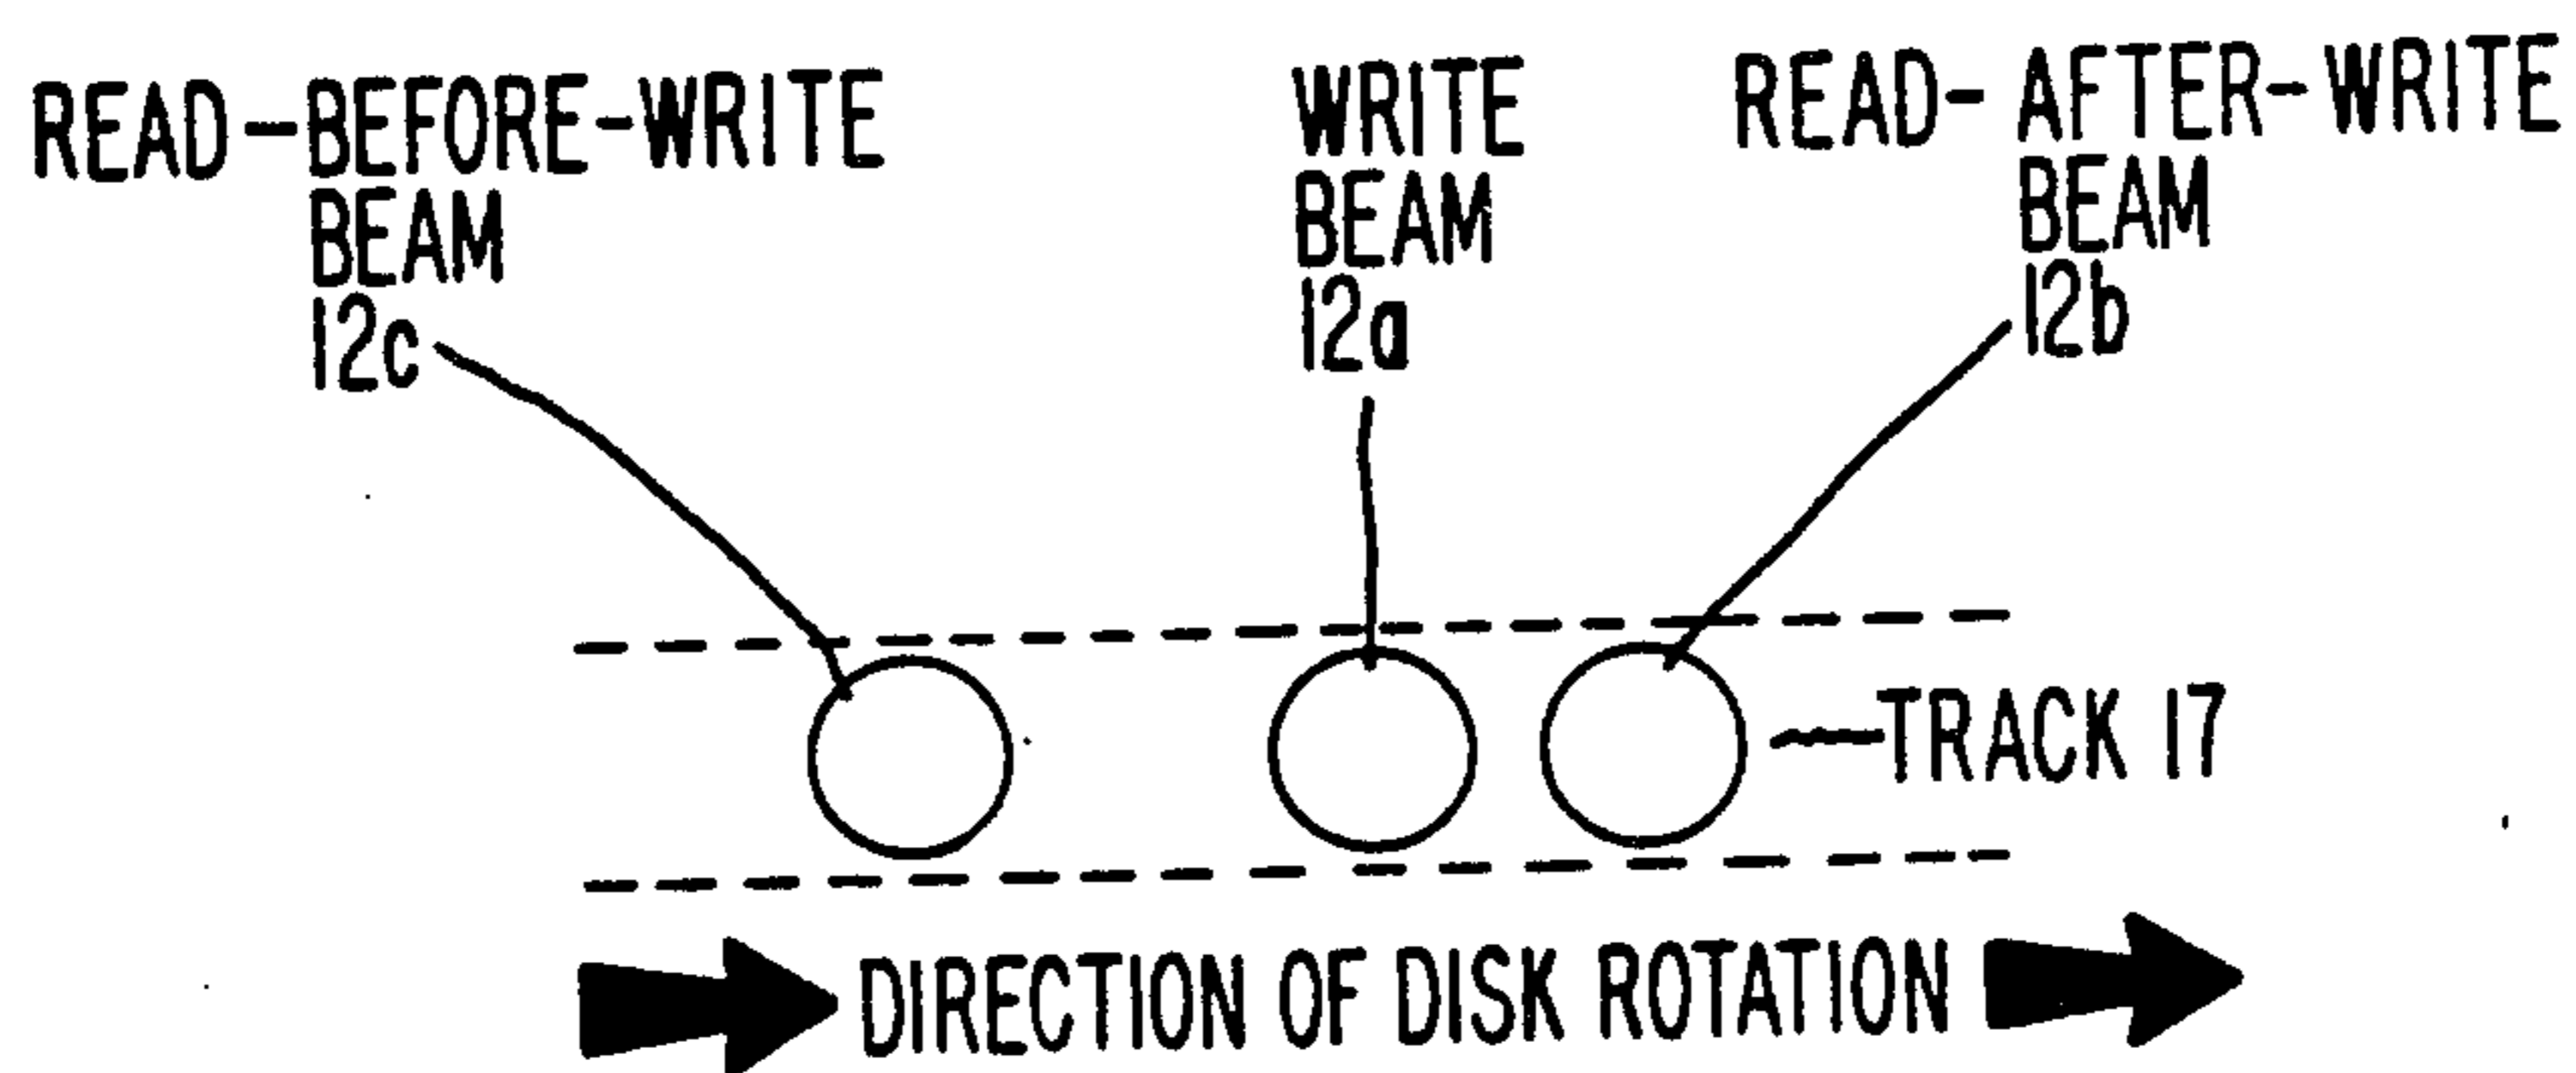 READ-BEFORE-WRITE
BEAM
12c
WRITE
BEAM
12a
READ-AFTER-WRITE
BEAM
12b
TRACK 17
DIRECTION OF DISK ROTATION